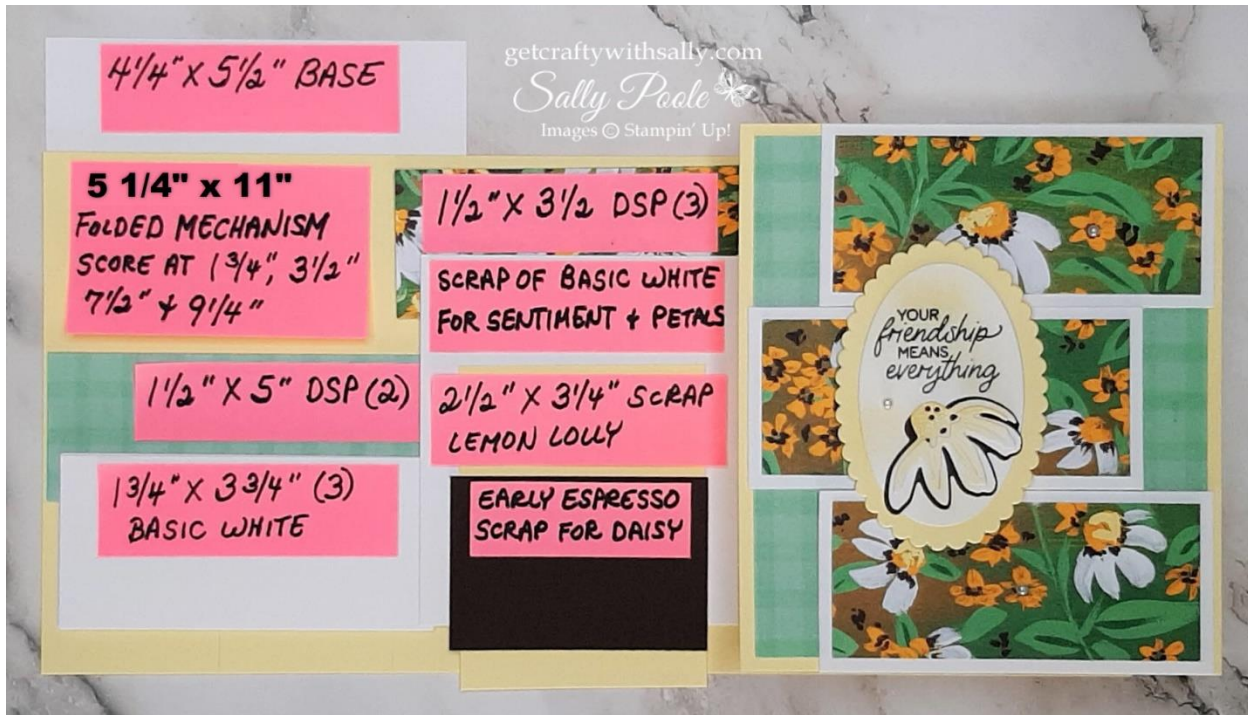 getcraftywithsally.com
Sally Poole
Images © Stampin' Up!
4 1/4" X 5 1/2" BASE
5 1/4" x 11"
FOLDED MECHANISM
SCORE AT 1 3/4", 3 1/2"
7 1/2" & 9 1/4"
1 1/2" X 3 1/2 DSP (3)
SCRAP OF BASIC WHITE
FOR SENTIMENT & PETALS
1 1/2" X 5" DSP (2)
2 1/2" X 3 1/4" SCRAP
LEMON LOLLY
1 3/4" X 3 3/4" (3)
BASIC WHITE
EARLY ESPRESSO
SCRAP FOR DAISY
YOUR
friendship
MEANS
everything